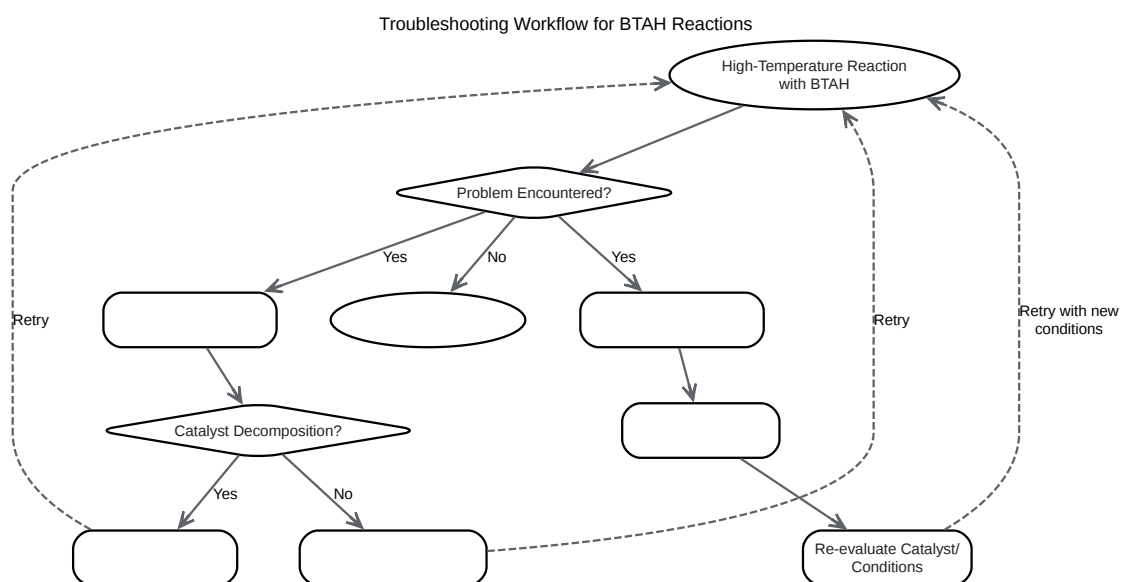 Troubleshooting Workflow for BTAH Reactions
High-Temperature Reaction
with BTAH
Problem Encountered?
Yes
No
Yes
Retry
Retry
Retry with new
conditions
Catalyst Decomposition?
Yes
No
Re-evaluate Catalyst/
Conditions